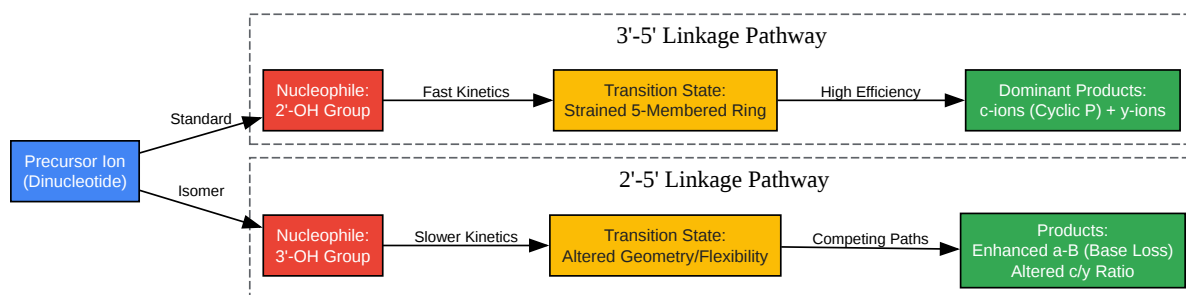 3'-5' Linkage Pathway
Nucleophile:
2'-OH Group
Fast Kinetics
Transition State:
Strained 5-Membered Ring
High Efficiency
Dominant Products:
c-ions (Cyclic P) + y-ions
Standard
Precursor Ion
(Dinucleotide)
Isomer
2'-5' Linkage Pathway
Nucleophile:
3'-OH Group
Slower Kinetics
Transition State:
Altered Geometry/Flexibility
Competing Paths
Products:
Enhanced a-B (Base Loss)
Altered c/y Ratio